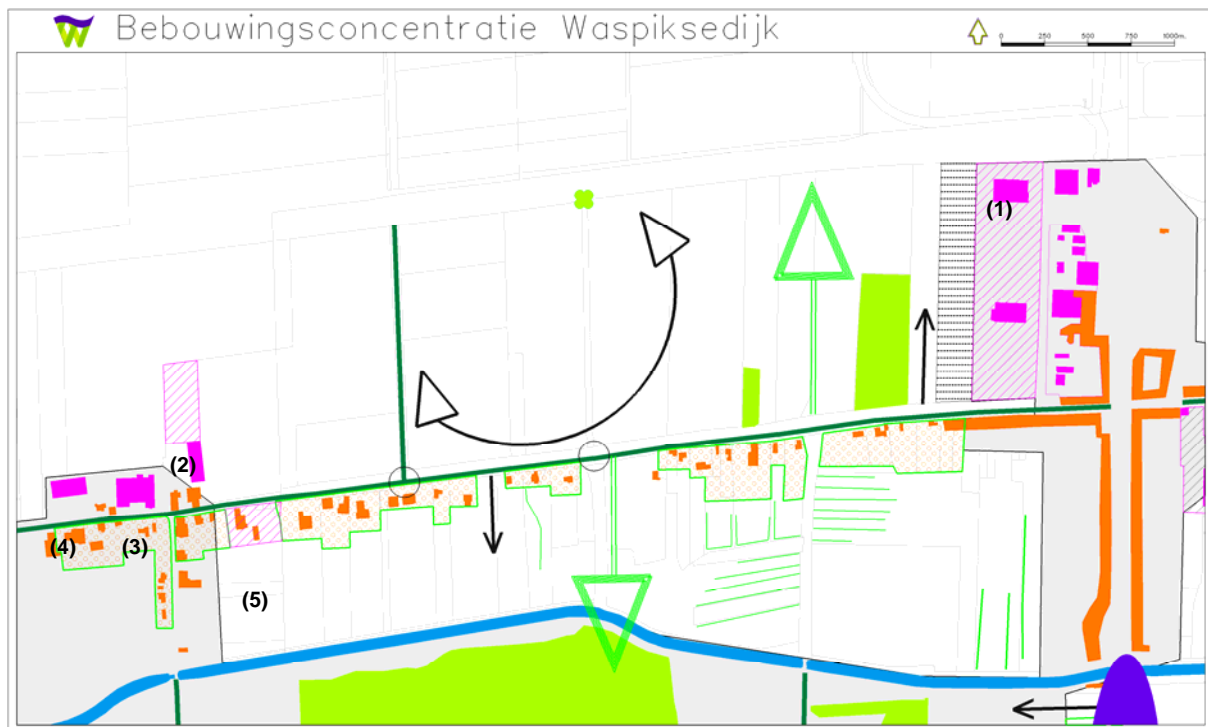 Bebouwingsconcentratie Waspiksedijk
0 250 500 750 1000m.
(1)
(2)
(4) (3)
(5)